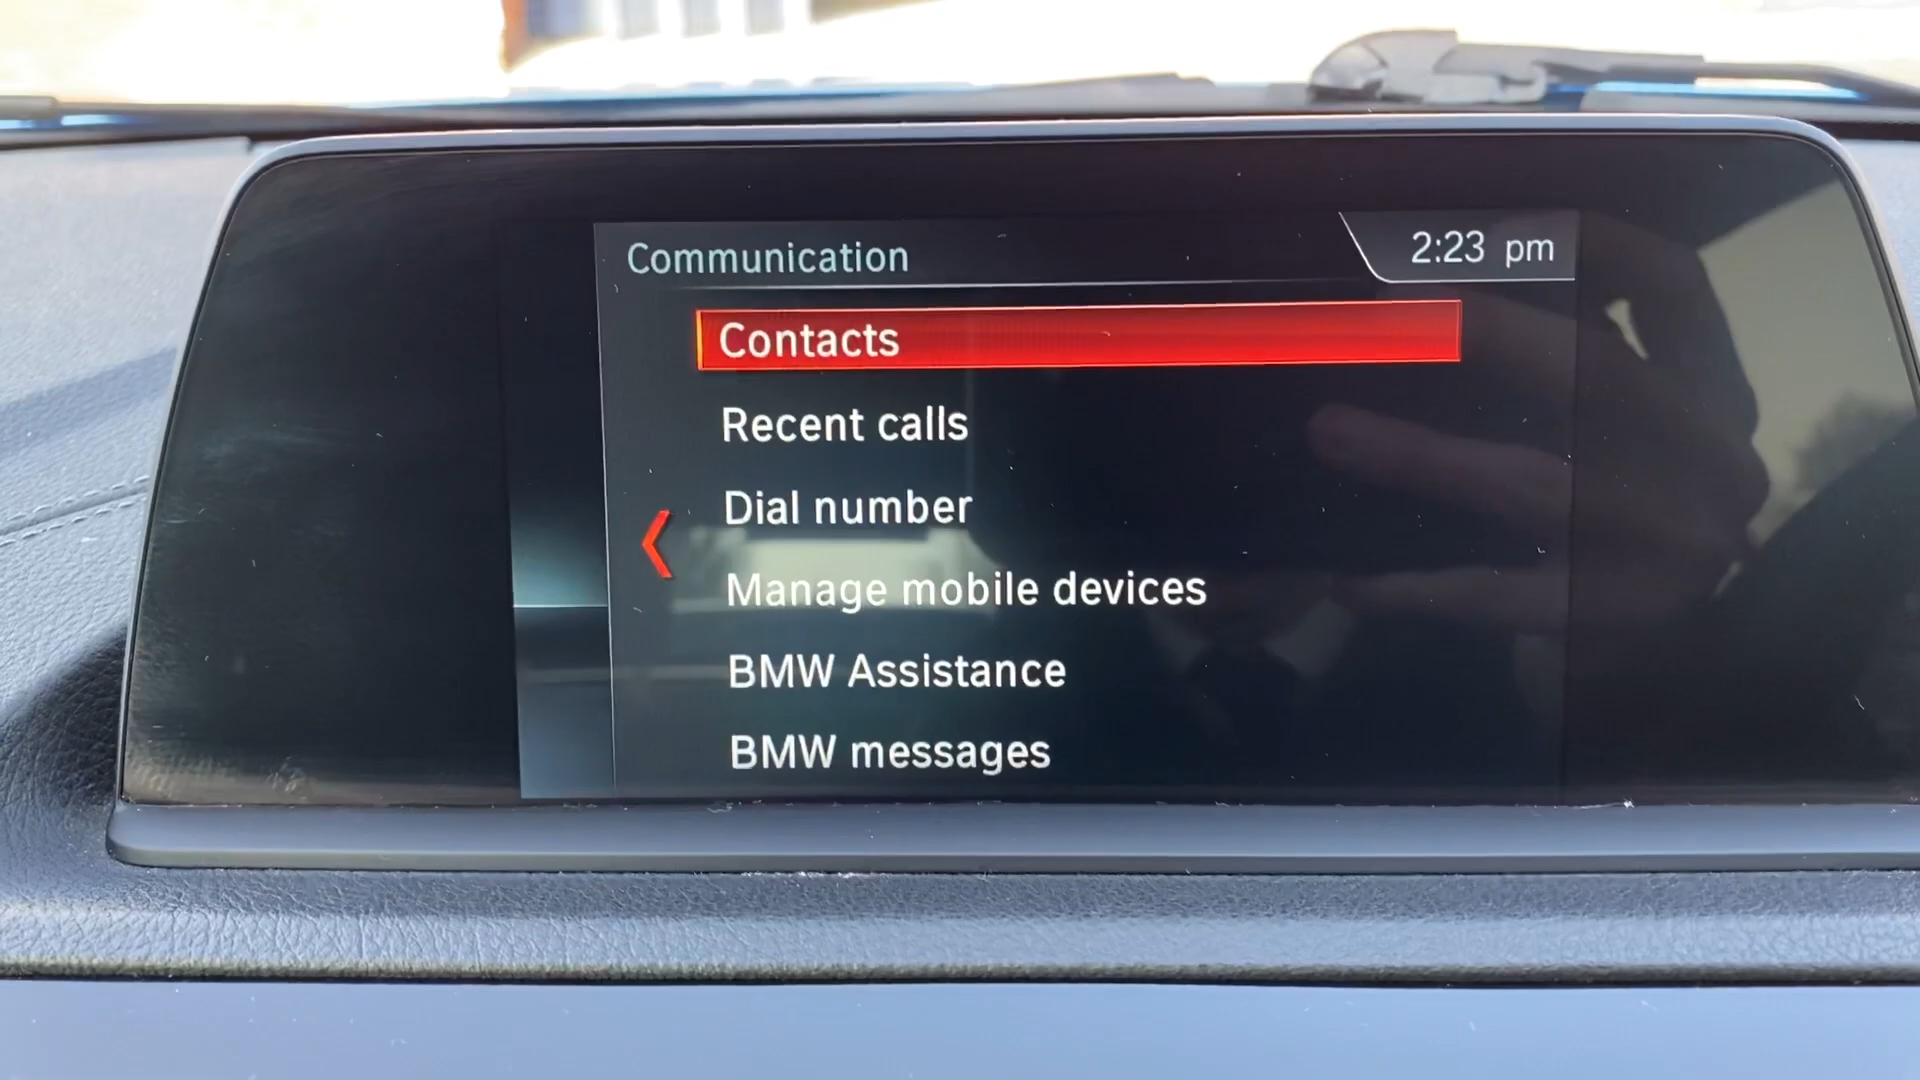 Communication
2:23 pm
Contacts
Recent calls
Dial number
Manage mobile devices
BMW Assistance
BMW messages